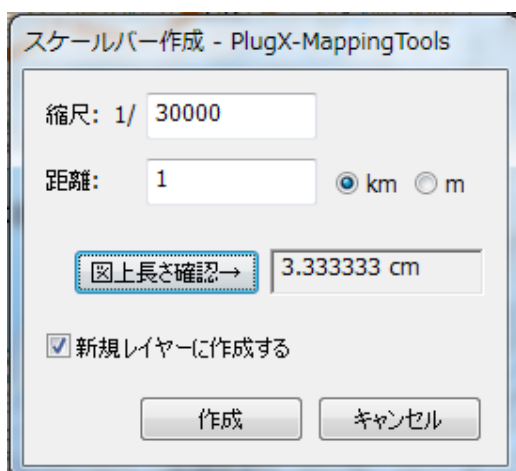 スケールバー作成 - PlugX-MappingTools
縮尺: 1/ 30000
距離: 1 km m
図上長さ確認→ 3.333333 cm
新規レイヤーに作成する
作成 キャンセル